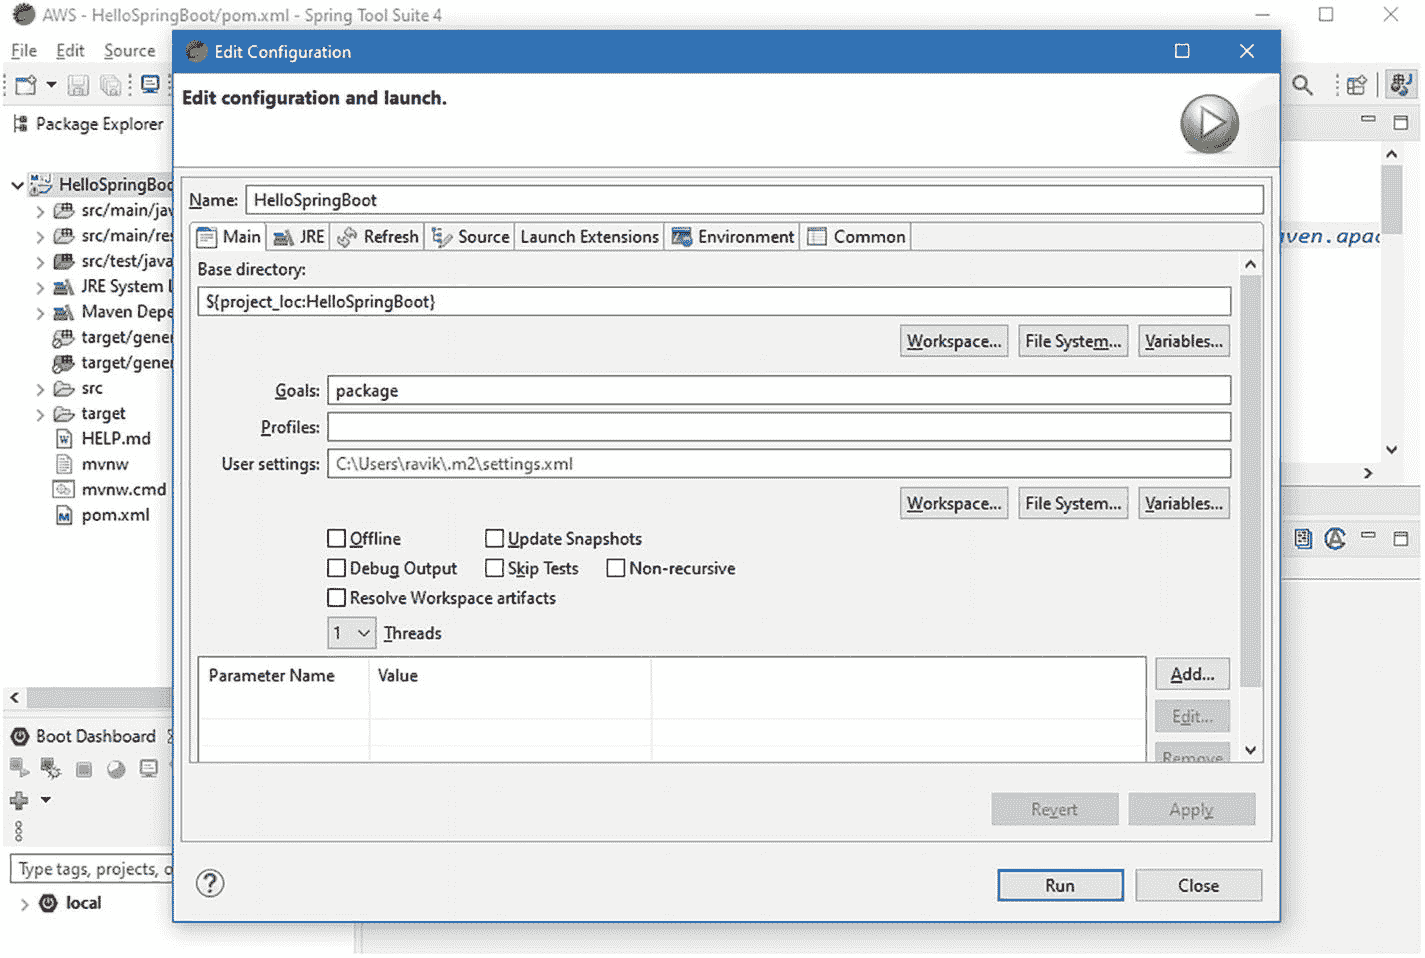 AWS - HelloSpringBoot/pom.xml - Spring Tool Suite 4
File Edit Source
Package Explorer
HelloSpringBoo
src/main/jav
src/main/res
src/test/java
JRE System L
Maven Depe
target/gener
target/gener
src
target
HELP.md
mvnw
mvnw.cmd
pom.xml
Boot Dashboard
Type tags, projects, o
local
Edit Configuration
Edit configuration and launch.
Name: HelloSpringBoot
Main JRE Refresh Source Launch Extensions Environment Common
Base directory:
${project_loc:HelloSpringBoot}
Workspace... File System... Variables...
Goals: package
Profiles:
User settings: C:\Users\ravik\.m2\settings.xml
Workspace... File System... Variables...
Offline Update Snapshots
Debug Output Skip Tests Non-recursive
Resolve Workspace artifacts
1 Threads
Parameter Name Value
Add...
Edit...
Remove
Revert Apply
Run Close
aven.apac